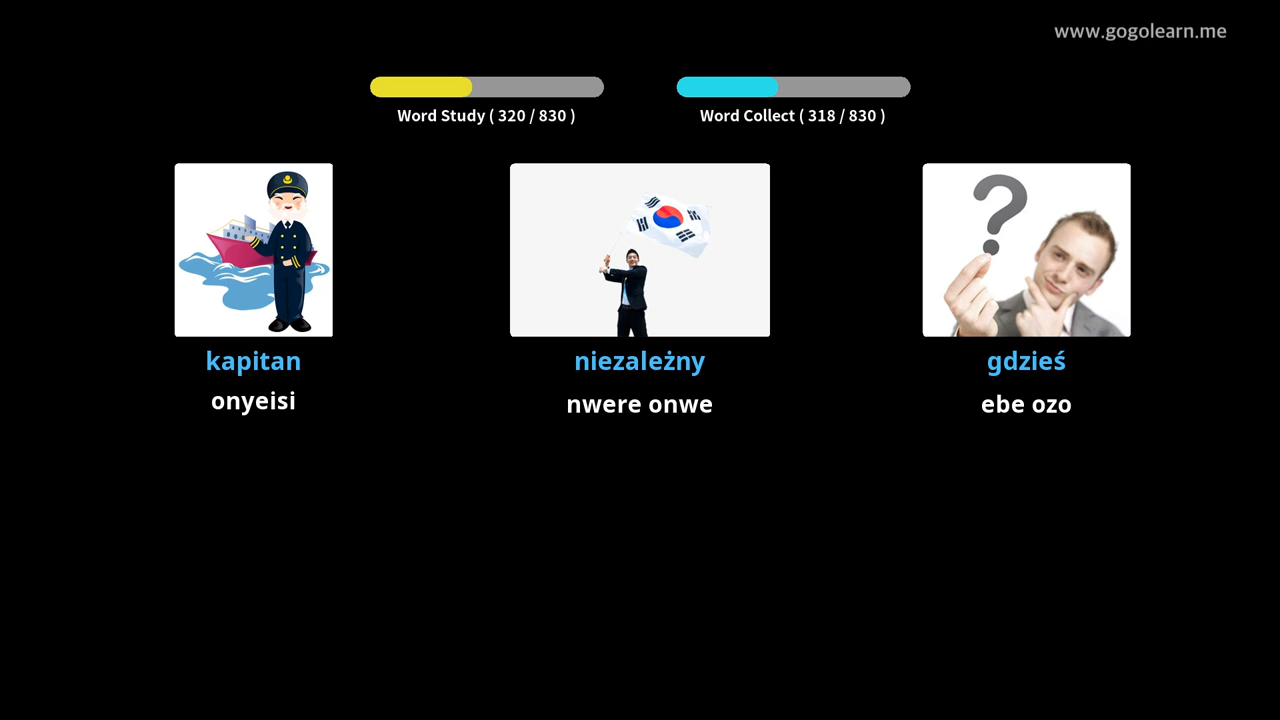 www.gogolearn.me
Word Study ( 320 / 830 )
Word Collect ( 318 / 830 )
kapitan
onyeisi
niezależny
nwere onwe
gdzieś
ebe ozo